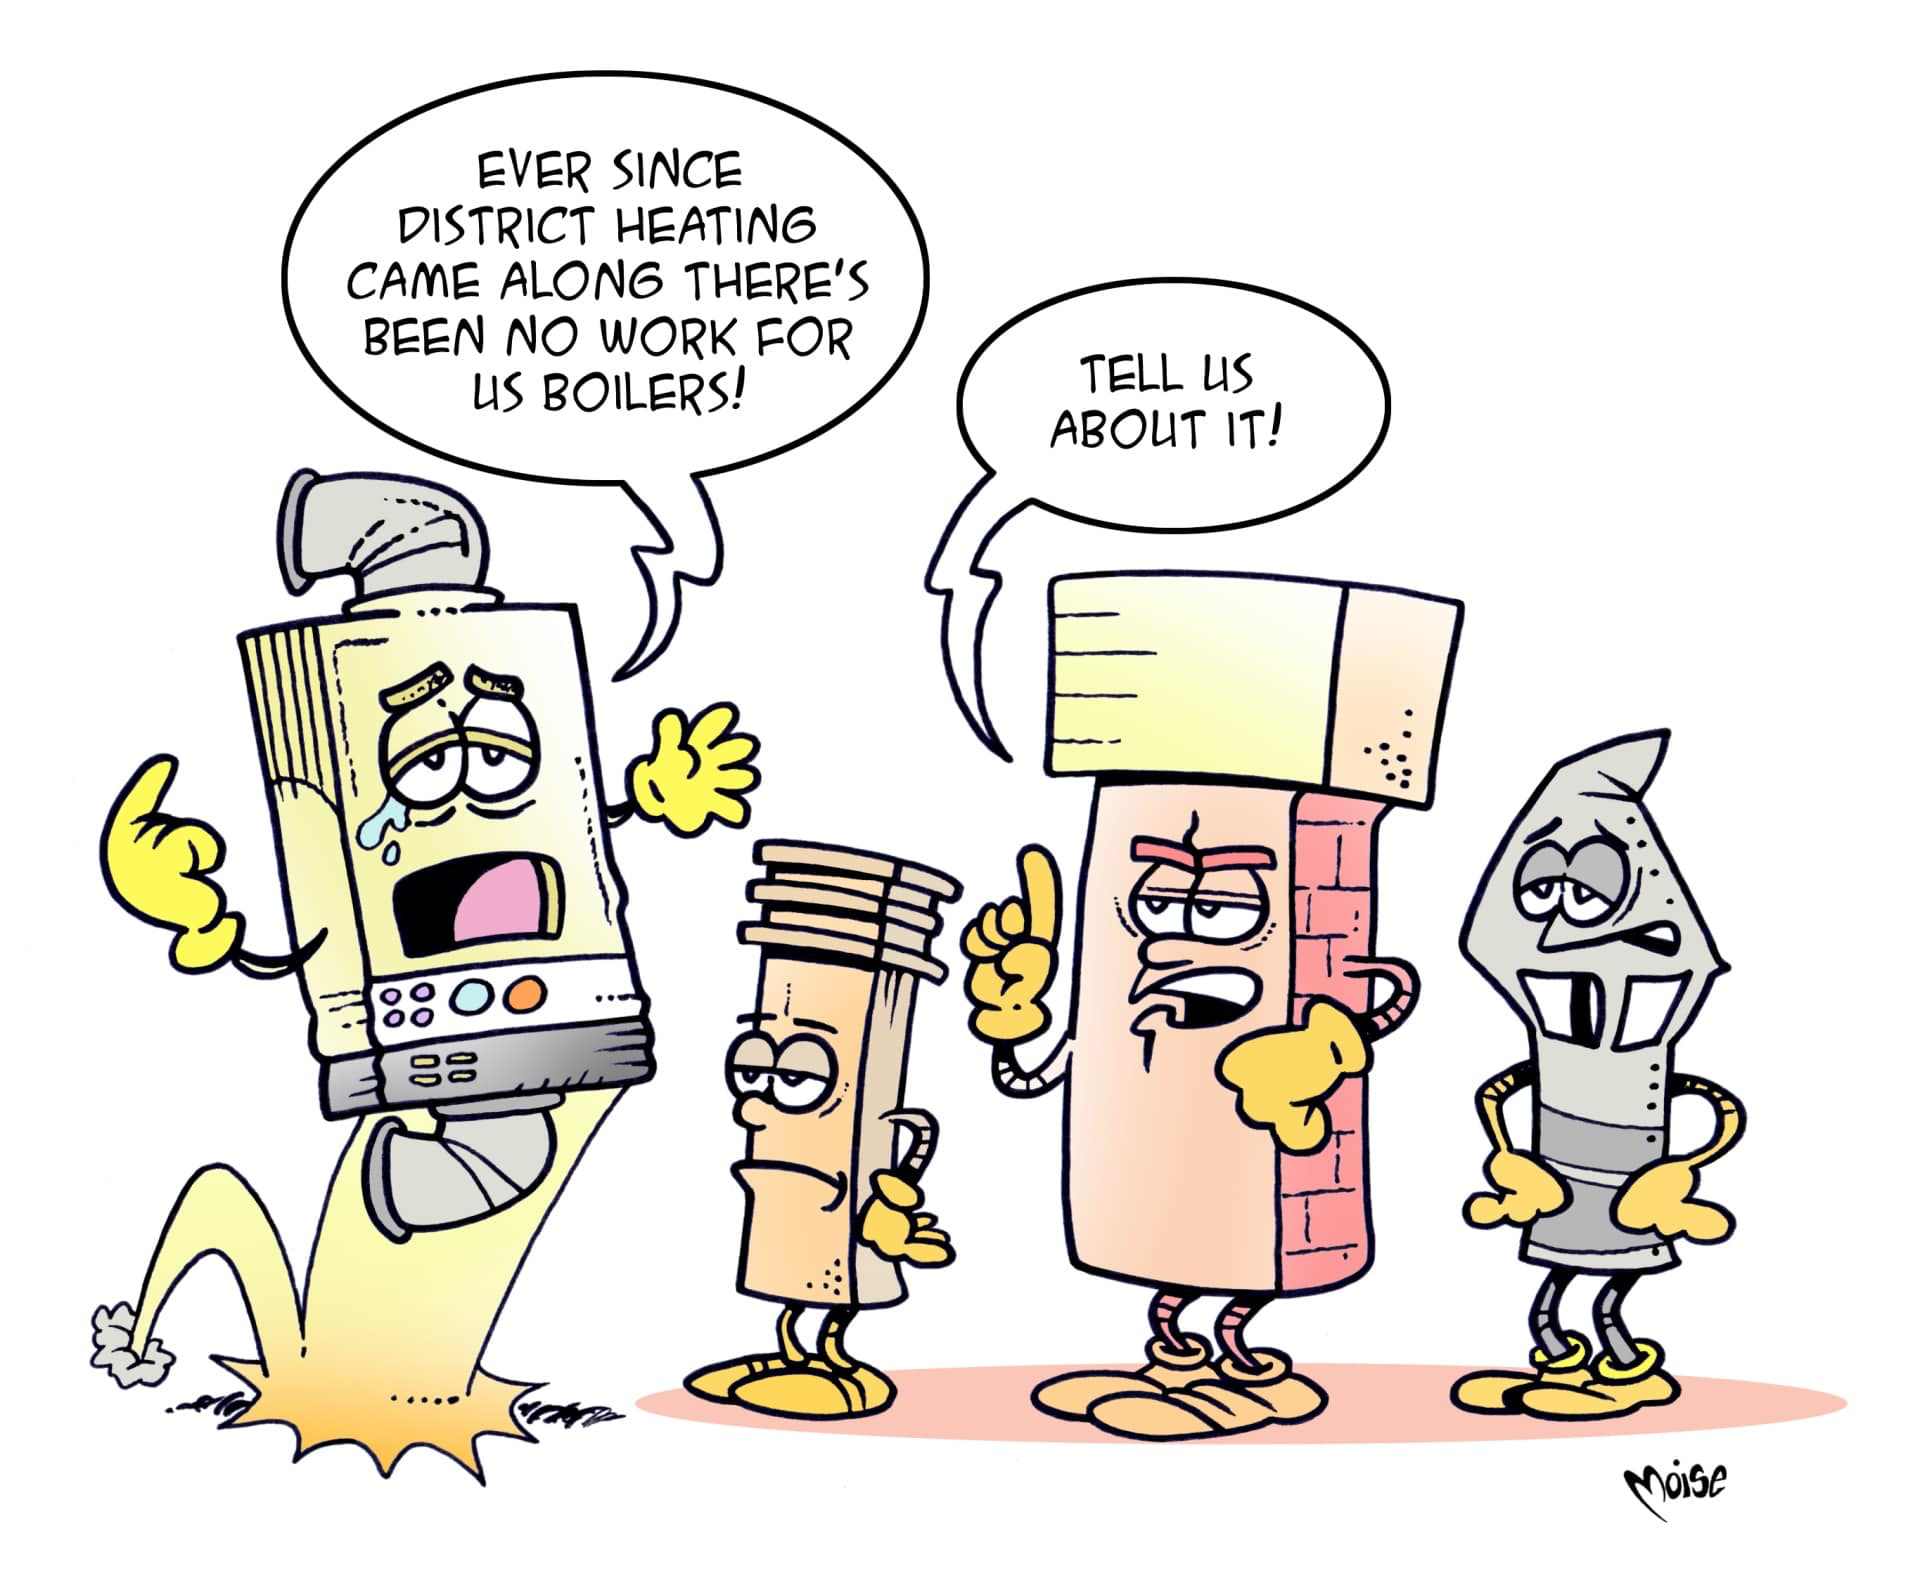 EVER SINCE
DISTRICT HEATING
CAME ALONG THERE'S
BEEN NO WORK FOR
US BOILERS!
TELL US
ABOUT IT!
Moise